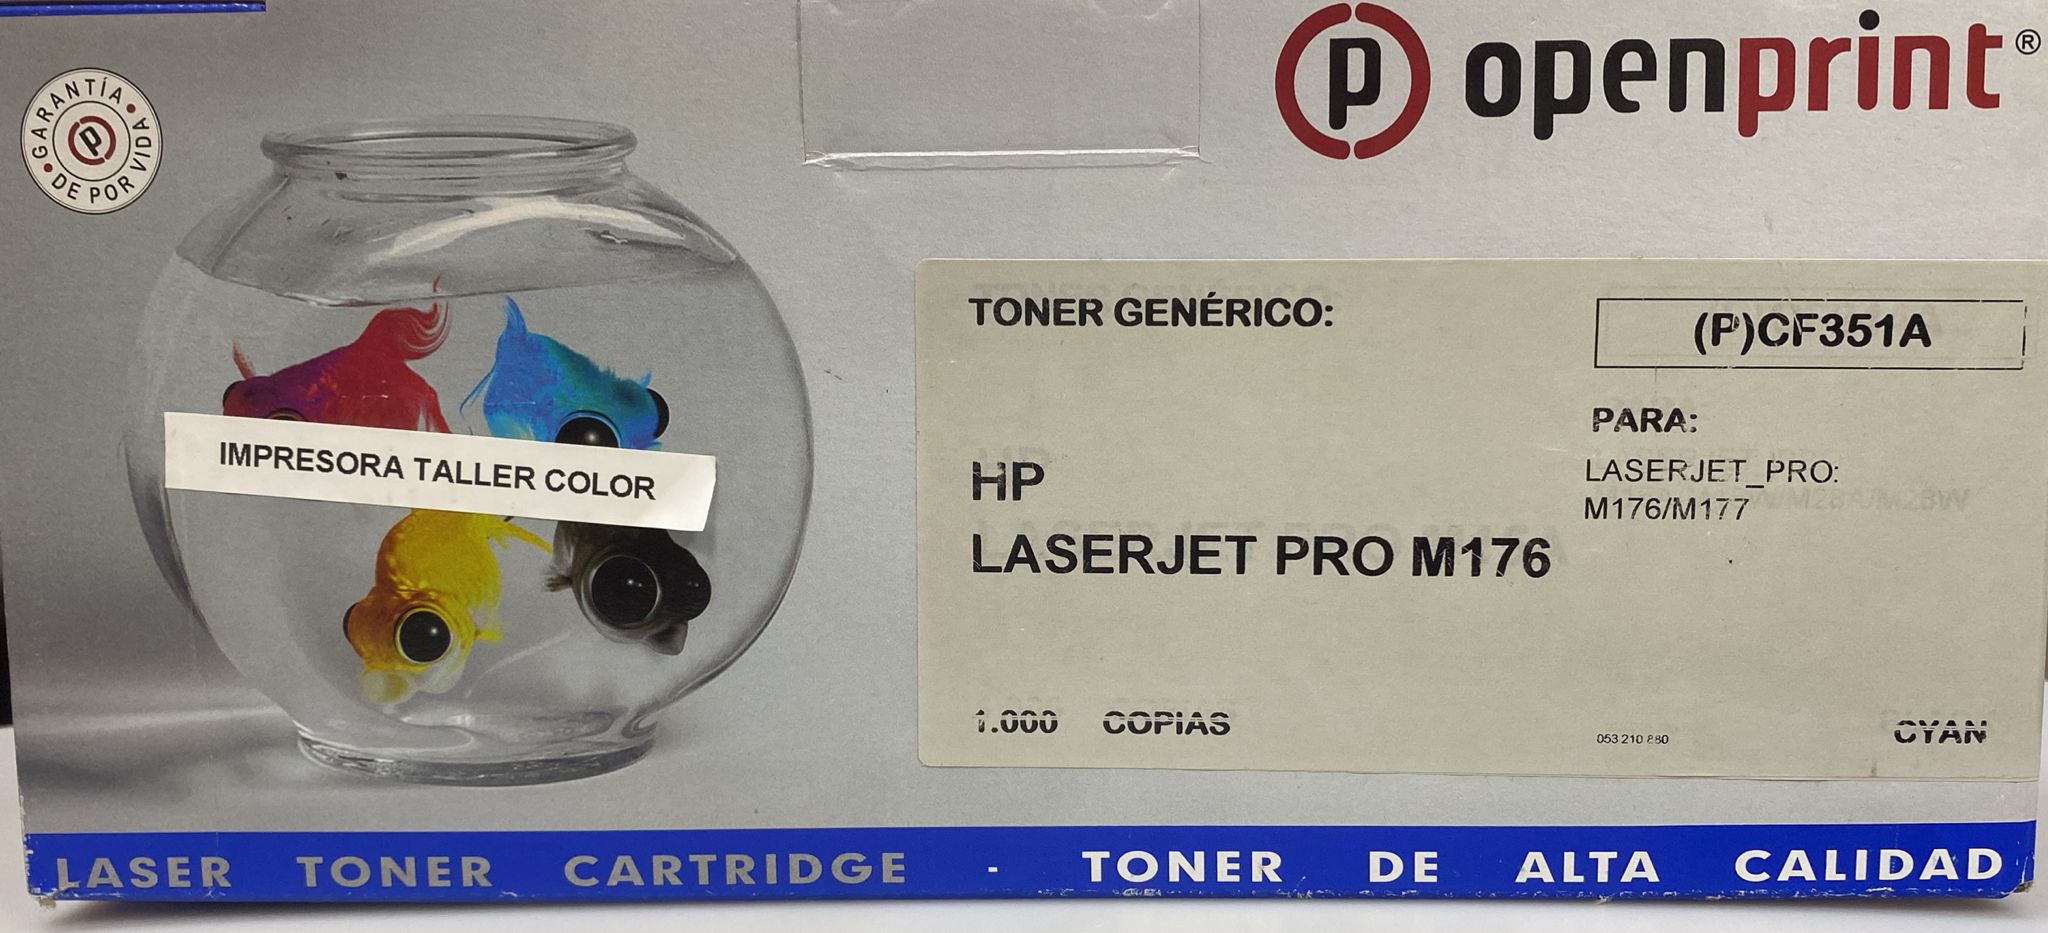 GARANTÍA DE POR VIDA
P
P openprint®
TONER GENÉRICO:
(P)CF351A
PARA:
LASERJET_PRO:
M176/M177
HP
LASERJET PRO M176
IMPRESORA TALLER COLOR
1.000 COPIAS
053 210 880
CYAN
LASER TONER CARTRIDGE - TONER DE ALTA CALIDAD